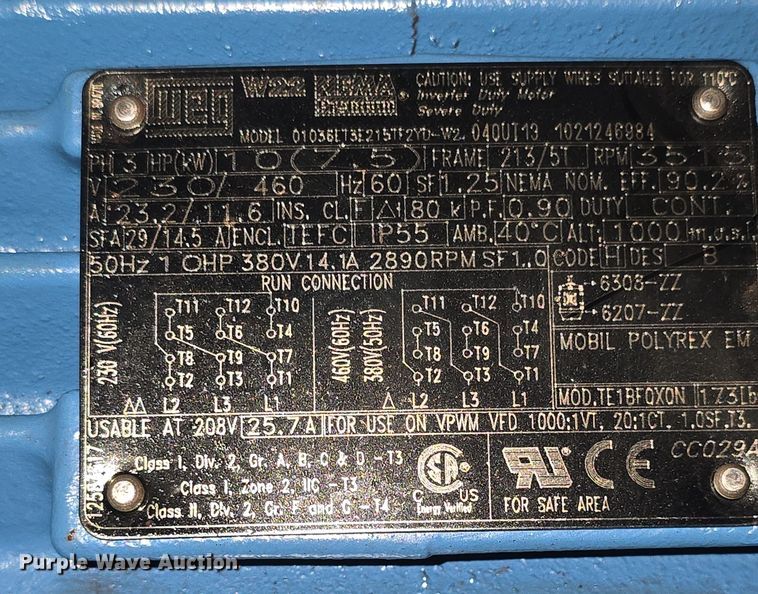 WEG W22 NEMA Premium ® CAUTION: USE SUPPLY WIRES SUITABLE FOR 110°C
Inverter Duty Motor
Severe Duty
MODEL 04OUT19 1021246984
PH 3 HP(kW) 10(7.5) FRAME 213/5T RPM 3515
V 230/460 Hz 60 SF 1.25 NEMA NOM. EFF. 90.2 %
A 23.2/11.6 INS. CL. F Δt 80 K P.F. 0.90 DUTY CONT.
SFA 29/14.5 A ENCL. TEFC IP55 AMB. 40°C ALT. 1000 m.a.s.l.
50Hz 10HP 380V 14.1A 2890RPM SF1.0 CODE H DES B
RUN CONNECTION
230 V(60Hz)
T11 T12 T10
T5 T6 T4
T8 T9 T7
T2 T3 T1
ΔΔ L2 L3 L1
460V(60Hz)
380V(50Hz)
T11 T12 T10
T5 T6 T4
T8 T9 T7
T2 T3 T1
Δ L2 L3 L1
6308-ZZ
6207-ZZ
MOBIL POLYREX EM
MOD.TE1BF0X0N 173Lb
USABLE AT 208V 25.7 A FOR USE ON VPWM VFD 1000:1VT, 20:1CT. 1.0SF.T3.
Class I, Div. 2, Gr. A, B, C & D - T3
Class I, Zone 2, IIC - T3
Class II, Div. 2, Gr. F and G - T4
CSA
C US
Energy Verified
RU
C US
FOR SAFE AREA
CC029A
Purple Wave Auction